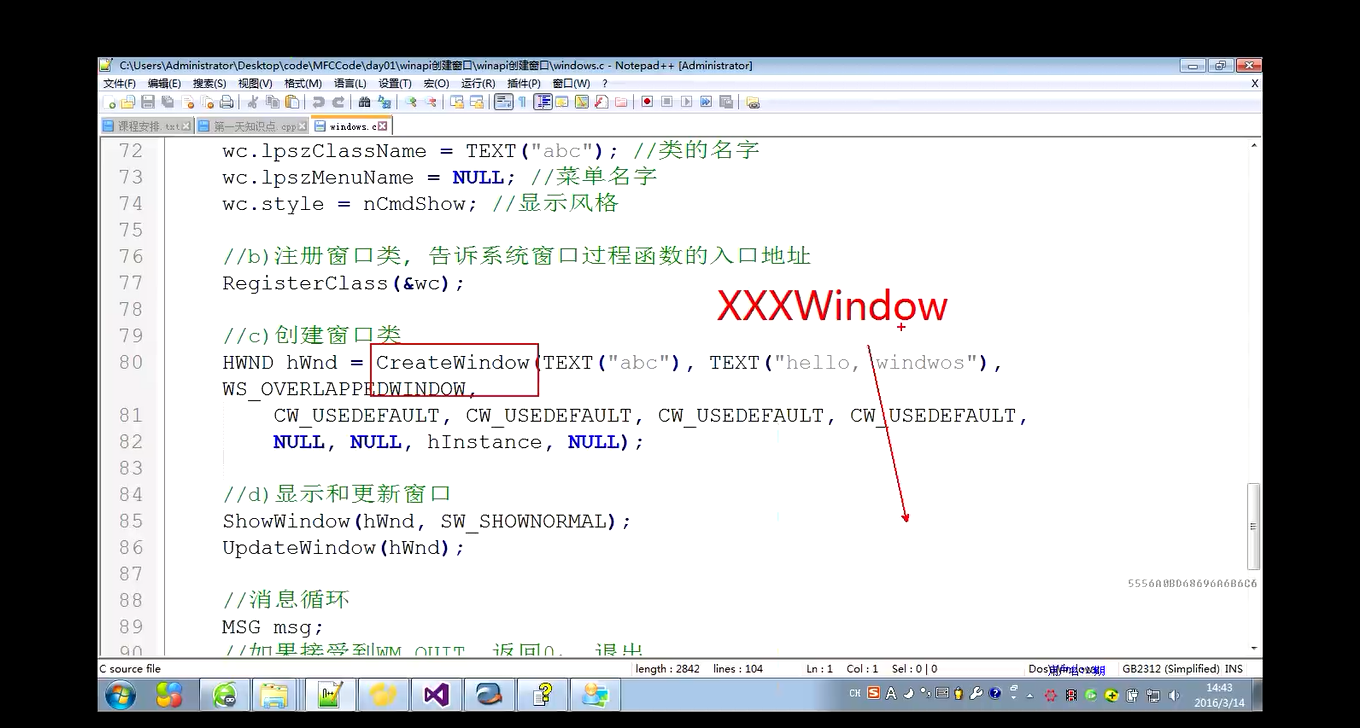 C:\Users\Administrator\Desktop\code\MFCCode\day01\winapi创建窗口\winapi创建窗口\windows.c - Notepad++ [Administrator]
文件(F) 编辑(E) 搜索(S) 视图(V) 格式(M) 语言(L) 设置(T) 宏(O) 运行(R) 插件(P) 窗口(W) ? X
课程安排.txt 第一天知识点.cpp windows.c
72 wc.lpszClassName = TEXT("abc"); //类的名字
73 wc.lpszMenuName = NULL; //菜单名字
74 wc.style = nCmdShow; //显示风格
75
76 //b)注册窗口类, 告诉系统窗口过程函数的入口地址
77 RegisterClass(&wc);
78
XXXWindow
79 //c)创建窗口类
80 HWND hWnd = CreateWindow(TEXT("abc"), TEXT("hello, windwos"),
WS_OVERLAPPEDWINDOW,
81 CW_USEDEFAULT, CW_USEDEFAULT, CW_USEDEFAULT, CW_USEDEFAULT,
82 NULL, NULL, hInstance, NULL);
83
84 //d)显示和更新窗口
85 ShowWindow(hWnd, SW_SHOWNORMAL);
86 UpdateWindow(hWnd);
87
5556A0BD68696A6B6C6
88 //消息循环
89 MSG msg;
90 //如果接受到WM_QUIT, 返回0, 退出
C source file length : 2842 lines : 104 Ln : 1 Col : 1 Sel : 0 | 0 Dos\Windows GB2312 (Simplified) INS
CH 14:43
2016/3/14